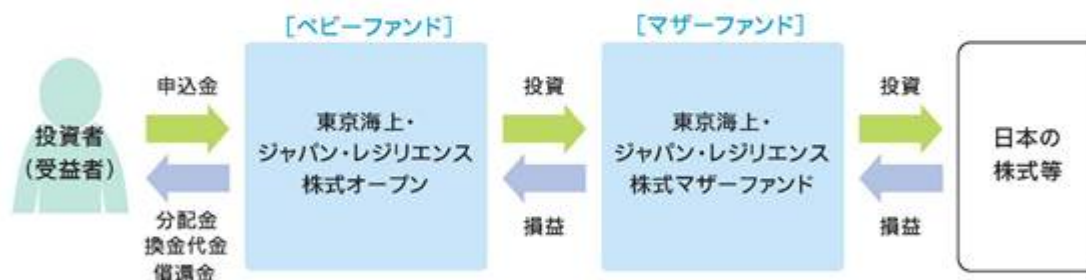 [ベビーファンド]
[マザーファンド]
投資者
(受益者)
申込金
分配金
換金代金
償還金
東京海上・
ジャパン・レジリエンス
株式オープン
投資
損益
東京海上・
ジャパン・レジリエンス
株式マザーファンド
投資
損益
日本の
株式等